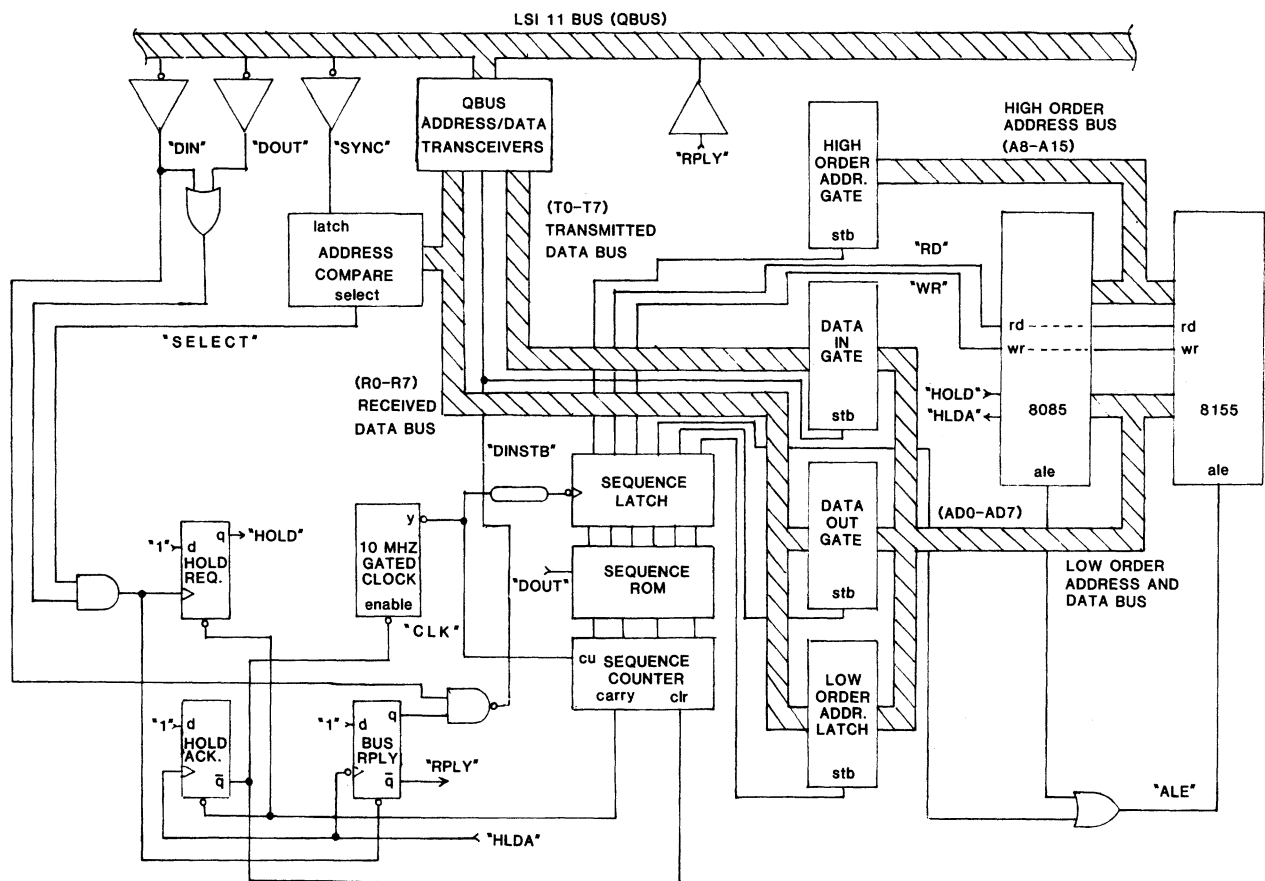 LSI 11 BUS (QBUS)
"DIN"
"DOUT"
"SYNC"
QBUS
ADDRESS/DATA
TRANSCEIVERS
"RPLY"
HIGH
ORDER
ADDR.
GATE
stb
HIGH ORDER
ADDRESS BUS
(A8-A15)
latch
ADDRESS
COMPARE
select
(T0-T7)
TRANSMITTED
DATA BUS
"RD"
"WR"
"SELECT"
DATA
IN
GATE
stb
rd
wr
rd
wr
(R0-R7)
RECEIVED
DATA BUS
"HOLD"
"HLDA"
8085
ale
8155
ale
"DINSTB"
SEQUENCE
LATCH
DATA
OUT
GATE
stb
(AD0-AD7)
LOW ORDER
ADDRESS AND
DATA BUS
y
10 MHZ
GATED
CLOCK
enable
"CLK"
"DOUT"
SEQUENCE
ROM
"1"
d
q
"HOLD"
HOLD
REQ.
cu
SEQUENCE
COUNTER
carry
clr
LOW
ORDER
ADDR.
LATCH
stb
"1"
d
HOLD
ACK.
q
"1"
d
q
BUS
RPLY
q
"RPLY"
"HLDA"
"ALE"